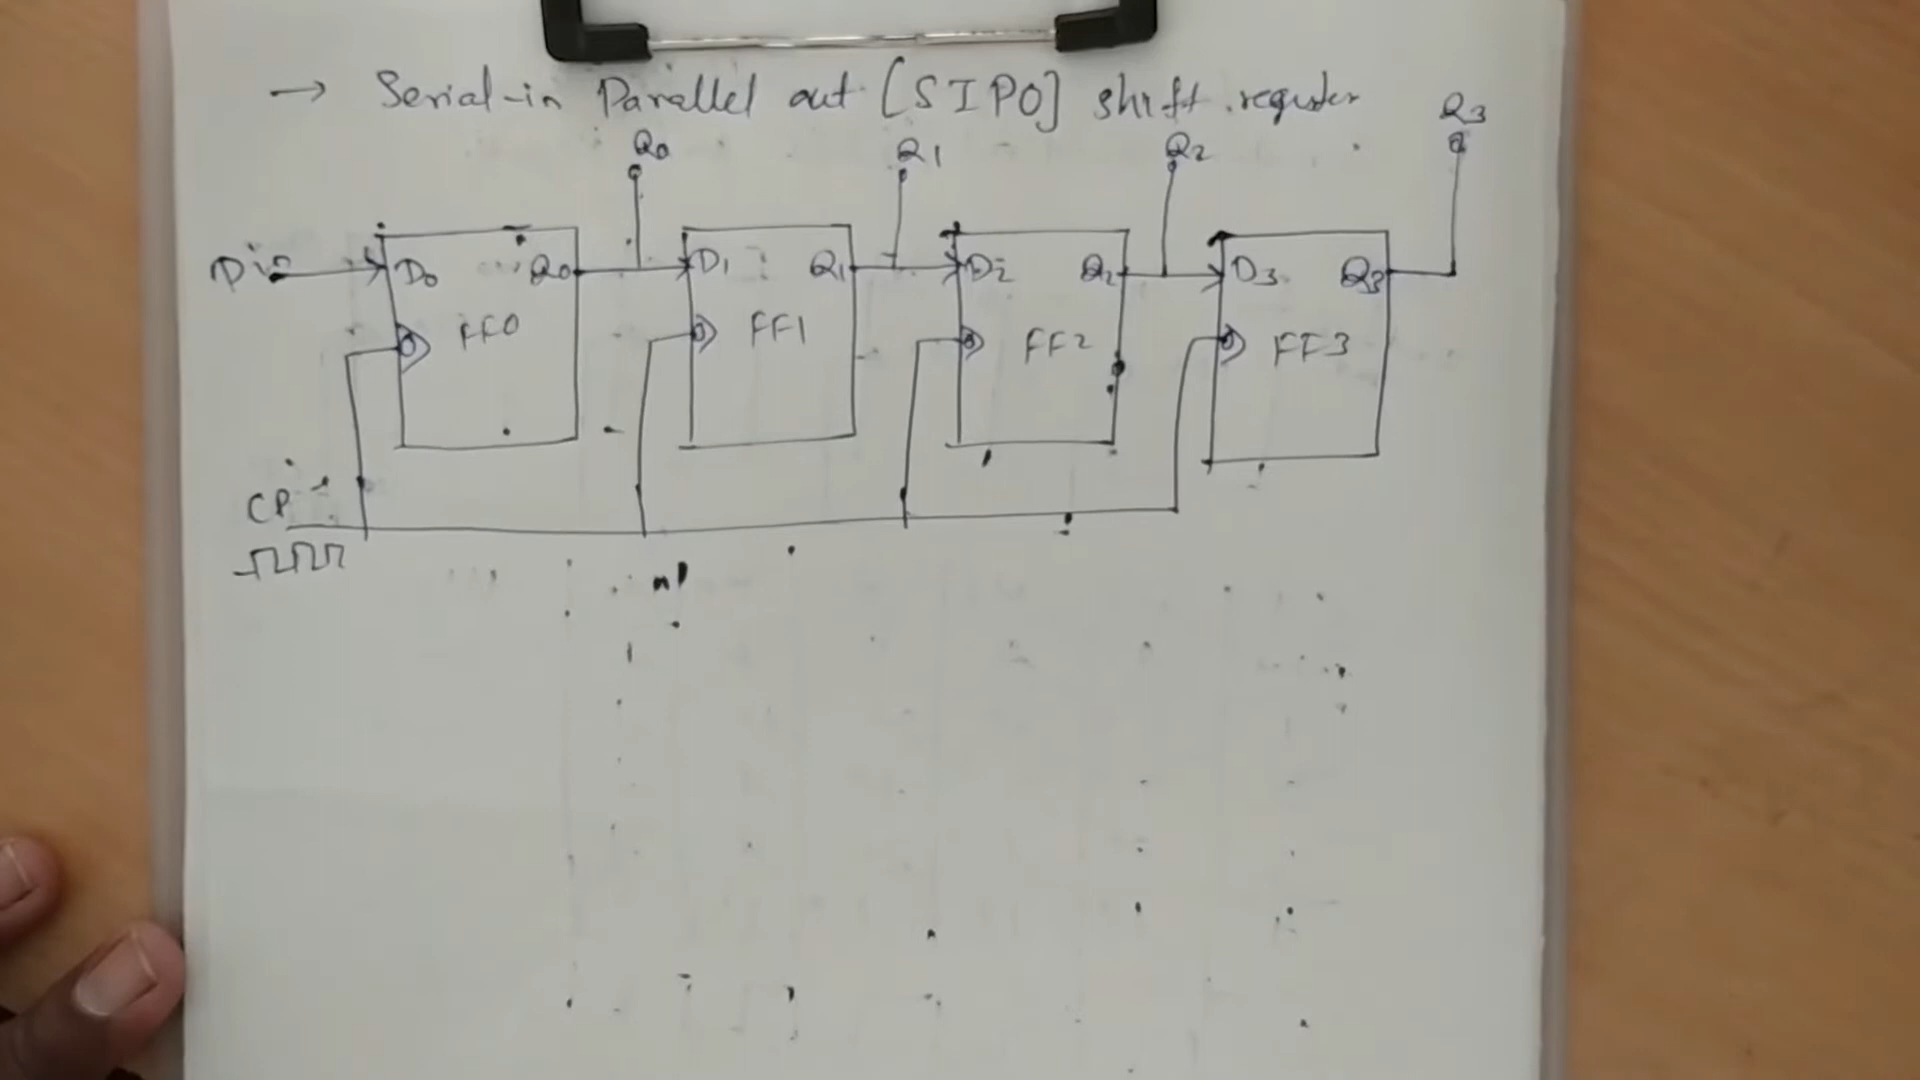 → Serial-in Parallel out [SIPO] shift register
Q0 Q1 Q2 Q3
Din D0 Q0 D1 Q1 D2 Q2 D3 Q3
FF0 FF1 FF2 FF3
CP